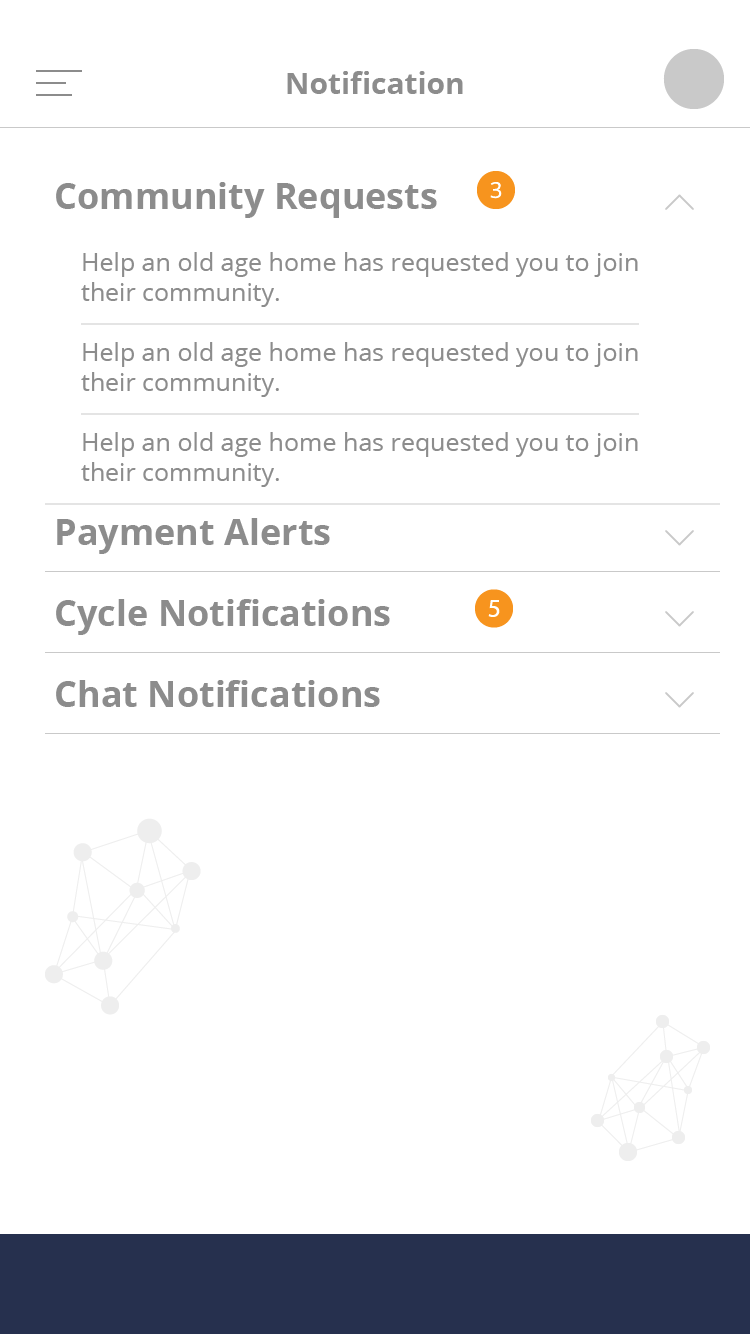 Notification
Community Requests 3
Help an old age home has requested you to join
their community.
Help an old age home has requested you to join
their community.
Help an old age home has requested you to join
their community.
Payment Alerts
Cycle Notifications 5
Chat Notifications